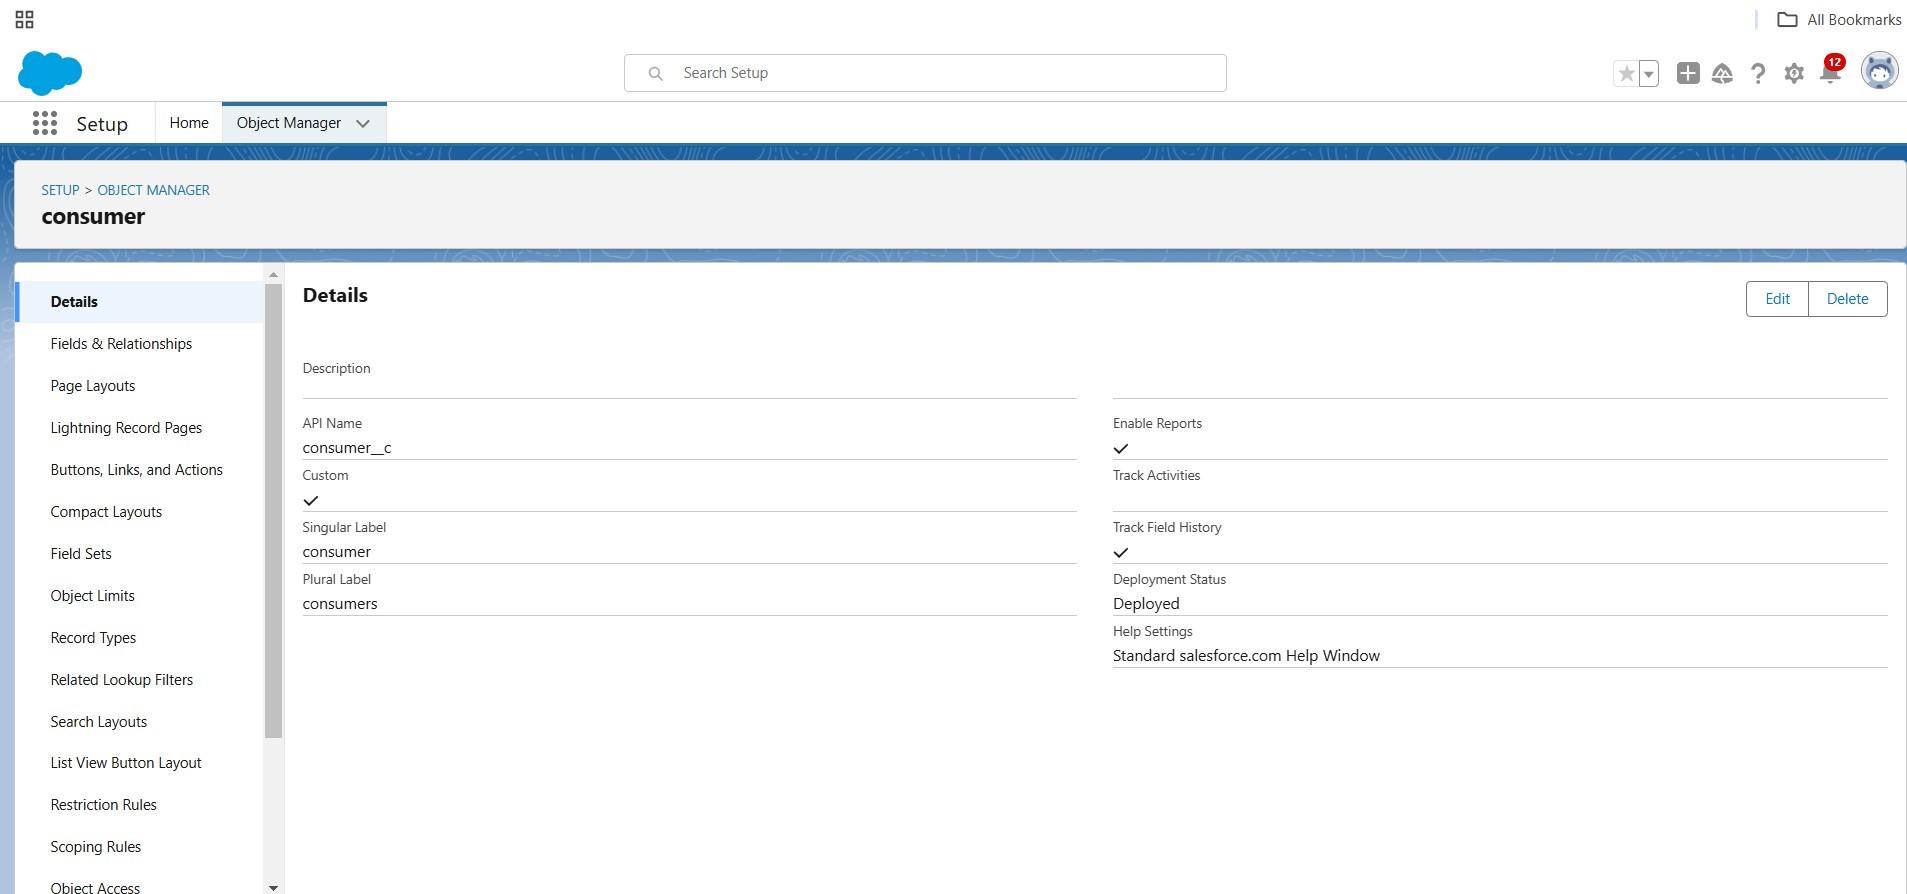 All Bookmarks
Search Setup
12
Setup
Home
Object Manager
SETUP > OBJECT MANAGER
consumer
Details
Fields & Relationships
Page Layouts
Lightning Record Pages
Buttons, Links, and Actions
Compact Layouts
Field Sets
Object Limits
Record Types
Related Lookup Filters
Search Layouts
List View Button Layout
Restriction Rules
Scoping Rules
Object Access
Details
Edit
Delete
Description
API Name
consumer__c
Custom
Singular Label
consumer
Plural Label
consumers
Enable Reports
Track Activities
Track Field History
Deployment Status
Deployed
Help Settings
Standard salesforce.com Help Window